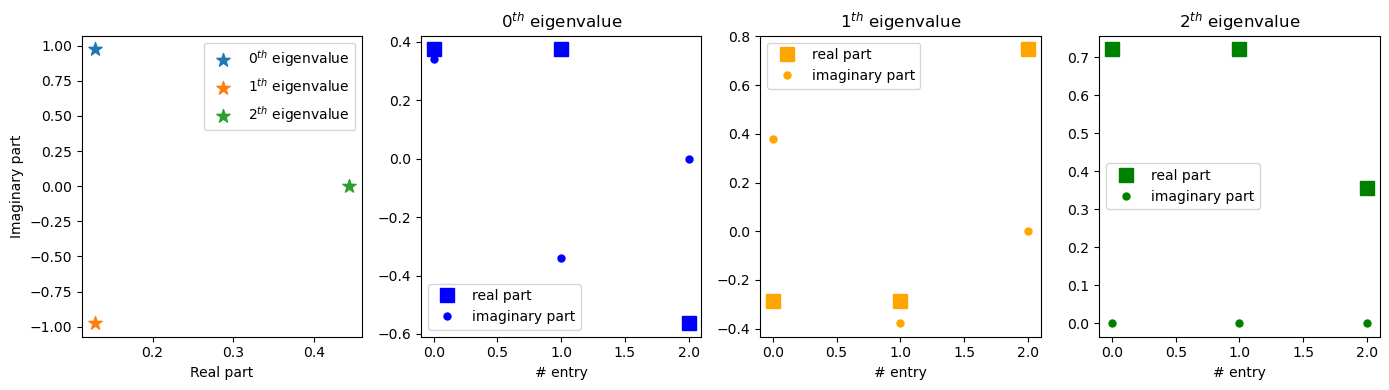 0th eigenvalue
1th eigenvalue
2th eigenvalue
1.00
0.75
0.50
0.25
0.00
−0.25
−0.50
−0.75
−1.00
Imaginary part
0.2
0.3
0.4
Real part
0th eigenvalue
0.4
0.2
0.0
−0.2
−0.4
−0.6
real part
imaginary part
0.0
0.5
1.0
1.5
2.0
# entry
1th eigenvalue
0.8
0.6
0.4
0.2
0.0
−0.2
−0.4
real part
imaginary part
0.0
0.5
1.0
1.5
2.0
# entry
2th eigenvalue
0.7
0.6
0.5
0.4
0.3
0.2
0.1
0.0
real part
imaginary part
0.0
0.5
1.0
1.5
2.0
# entry